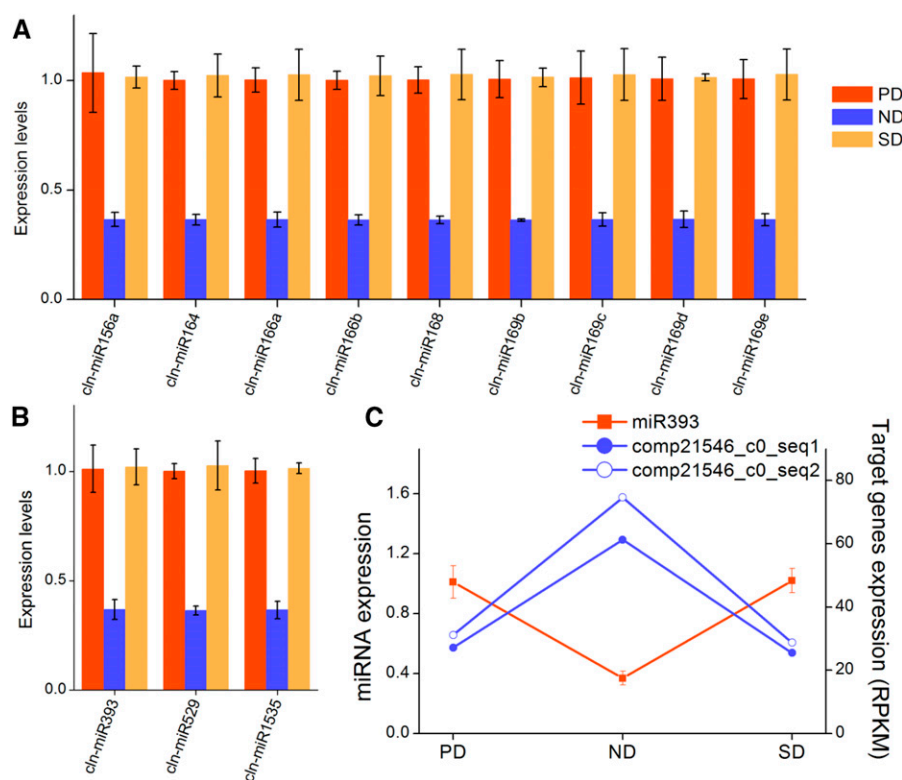 A
Expression levels
1.0
0.5
0.0
cln-miR156a
cln-miR164
cln-miR166a
cln-miR166b
cln-miR168
cln-miR169b
cln-miR169c
cln-miR169d
cln-miR169e
PD
ND
SD
B
Expression levels
1.0
0.5
0.0
cln-miR393
cln-miR529
cln-miR1535
C
miR393
comp21546_c0_seq1
comp21546_c0_seq2
miRNA expression
1.6
1.2
0.8
0.4
0.0
PD
ND
SD
80
60
40
20
0
Target genes expression (RPKM)